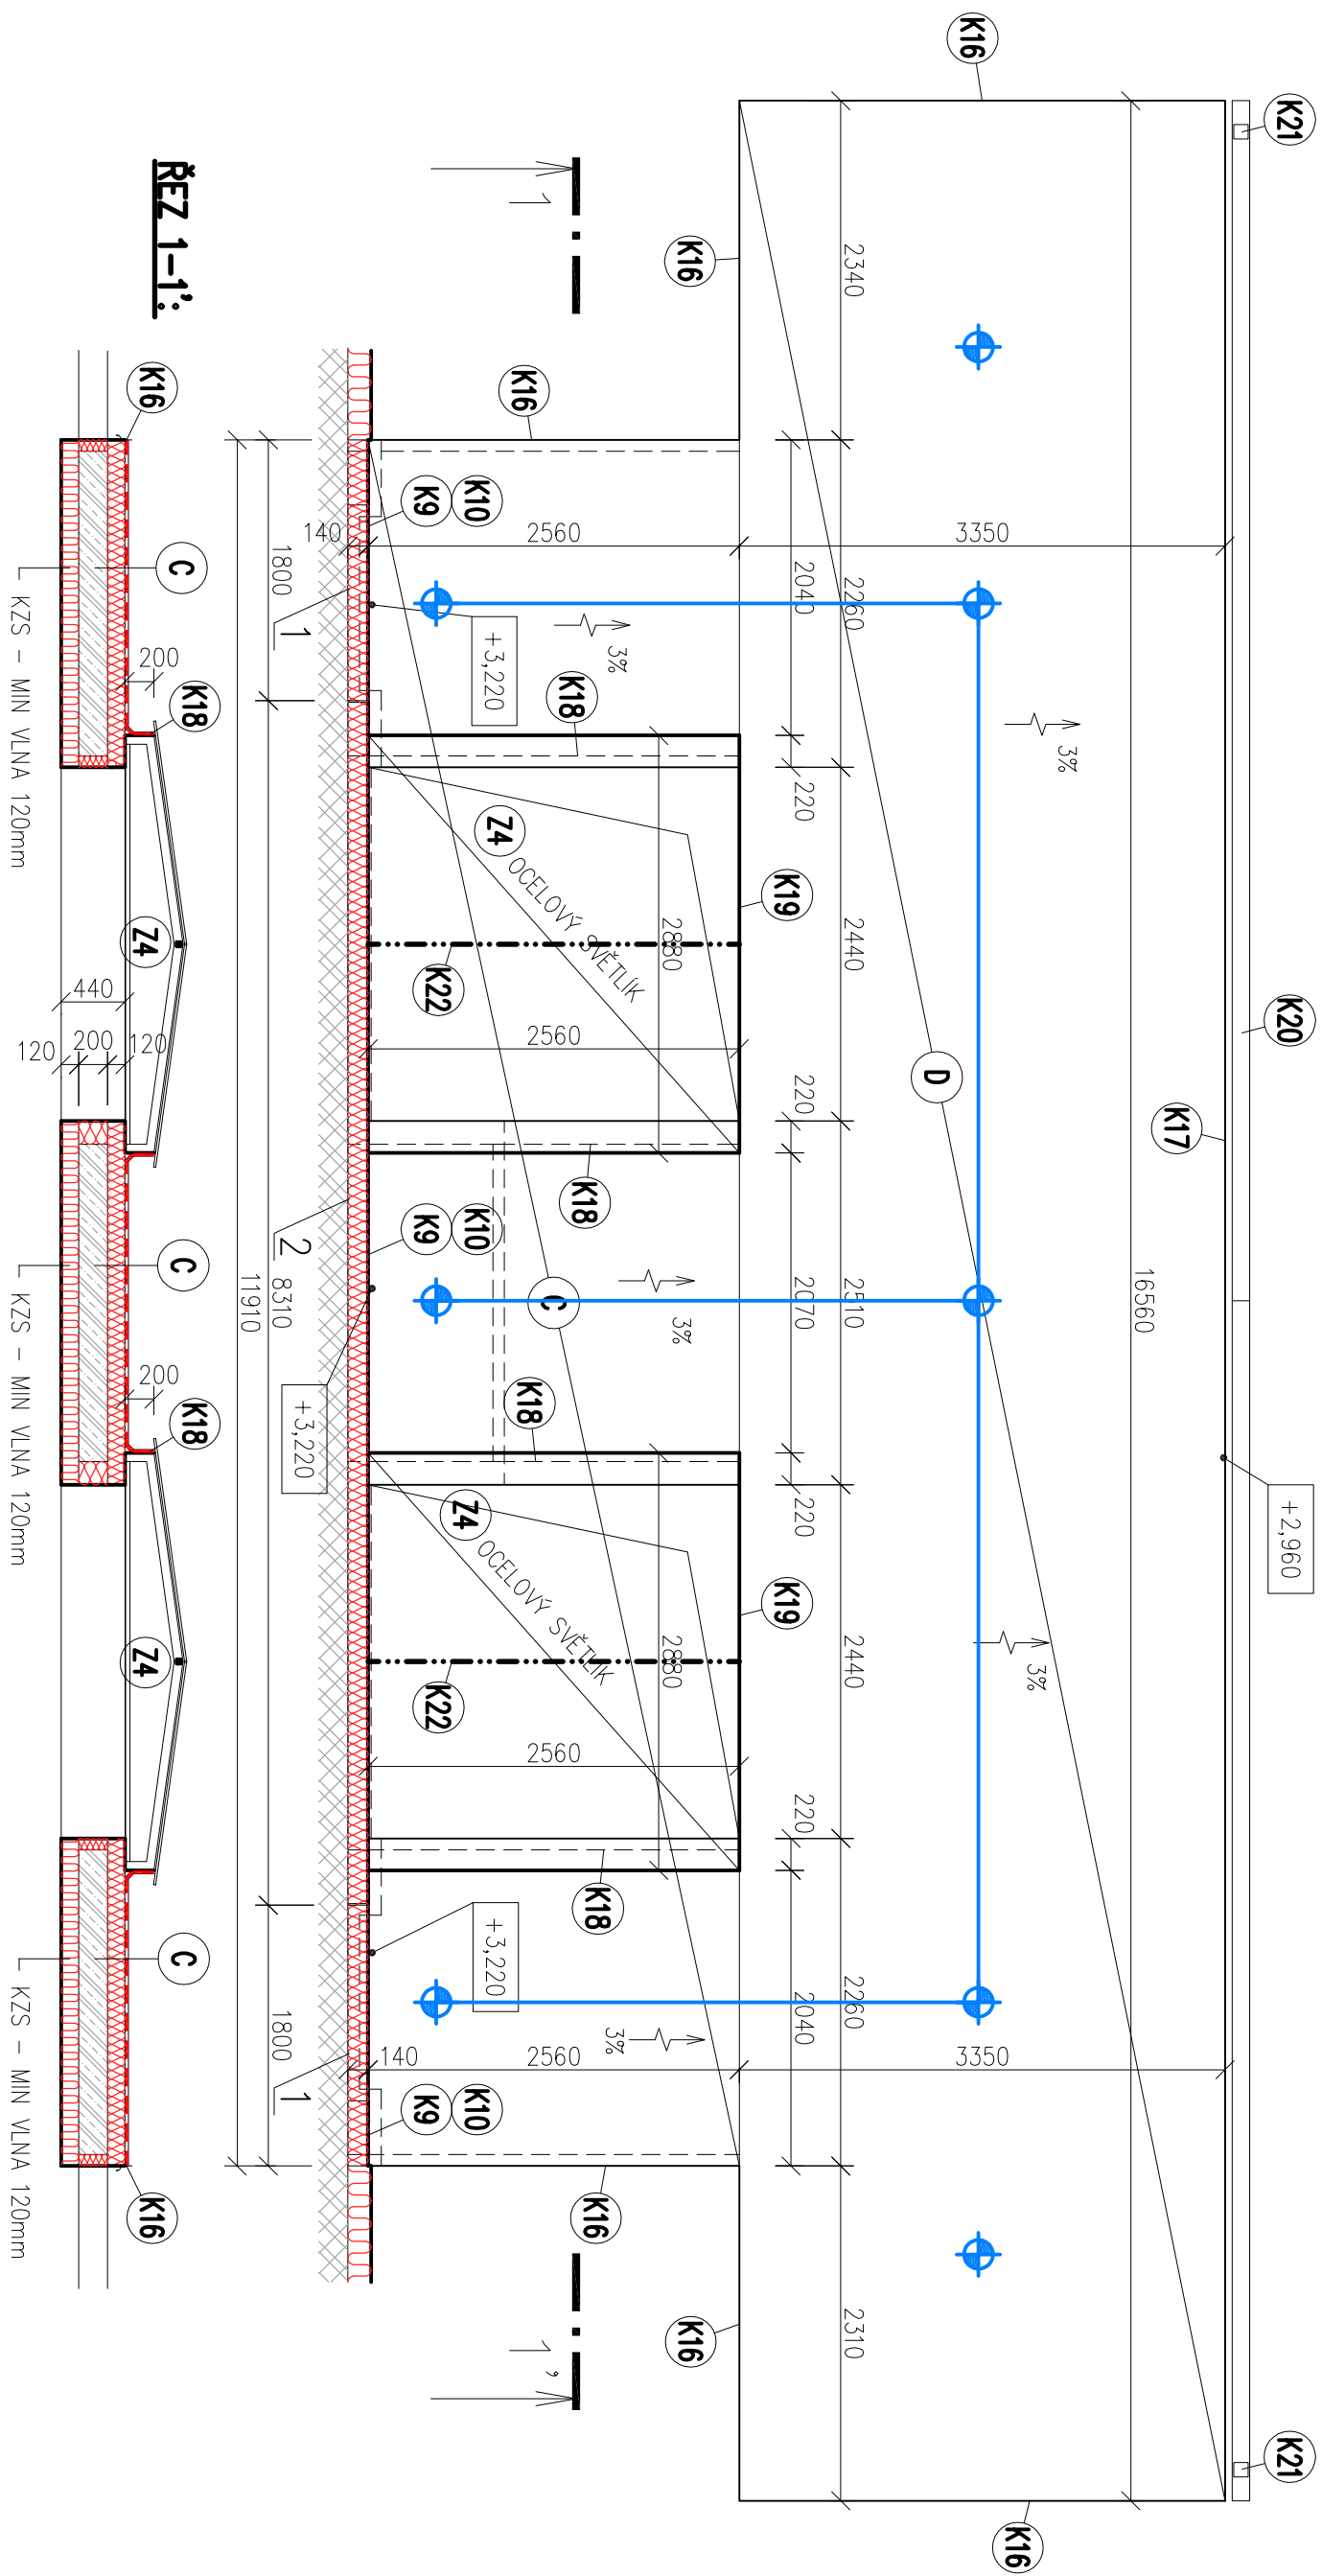 K21
K20
K21
K16
K17
+2,960
K16
16560
3%
D
3%
2340
2260
2440
2510
2440
2260
2310
3350
3350
K16
2040
220
K19
220
2070
220
K19
220
2040
K16
1
1'
K16
2560
3%
K18
Z4 OCELOVÝ SVĚTLÍK
2880
2560
K22
K18
3%
C
K18
Z4 OCELOVÝ SVĚTLÍK
2880
2560
K22
K18
3%
2560
K16
K10
K9
+3,220
K10
K9
+3,220
+3,220
K10
K9
140
140
1800
1
2
8310
1800
1
11910
ŘEZ 1-1':
K16
C
200
K18
Z4
440
120
200
120
C
200
K18
Z4
C
K16
KZS - MIN VLNA 120mm
KZS - MIN VLNA 120mm
KZS - MIN VLNA 120mm